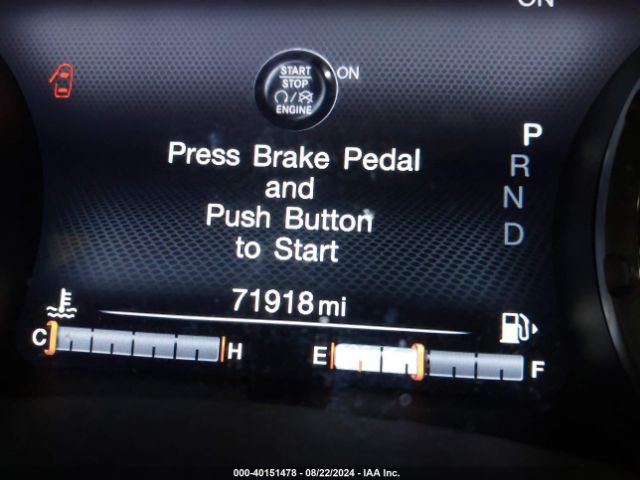 ON
START
STOP
ENGINE
ON
Press Brake Pedal
and
Push Button
to Start
P
R
N
D
71918 mi
C
H
E
F
000-40151478 - 08/22/2024 - IAA Inc.